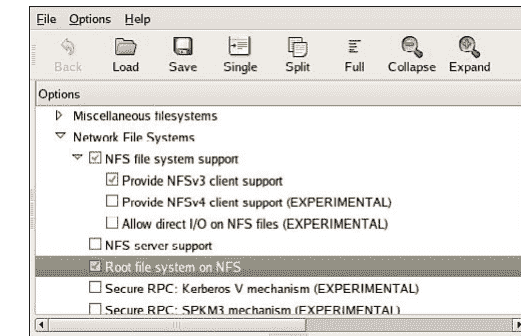 File Options Help
Back Load Save Single Split Full Collapse Expand
Options
Miscellaneous filesystems
Network File Systems
NFS file system support
Provide NFSv3 client support
Provide NFSv4 client support (EXPERIMENTAL)
Allow direct I/O on NFS files (EXPERIMENTAL)
NFS server support
Root file system on NFS
Secure RPC: Kerberos V mechanism (EXPERIMENTAL)
Secure RPC: SPKM3 mechanism (EXPERIMENTAL)